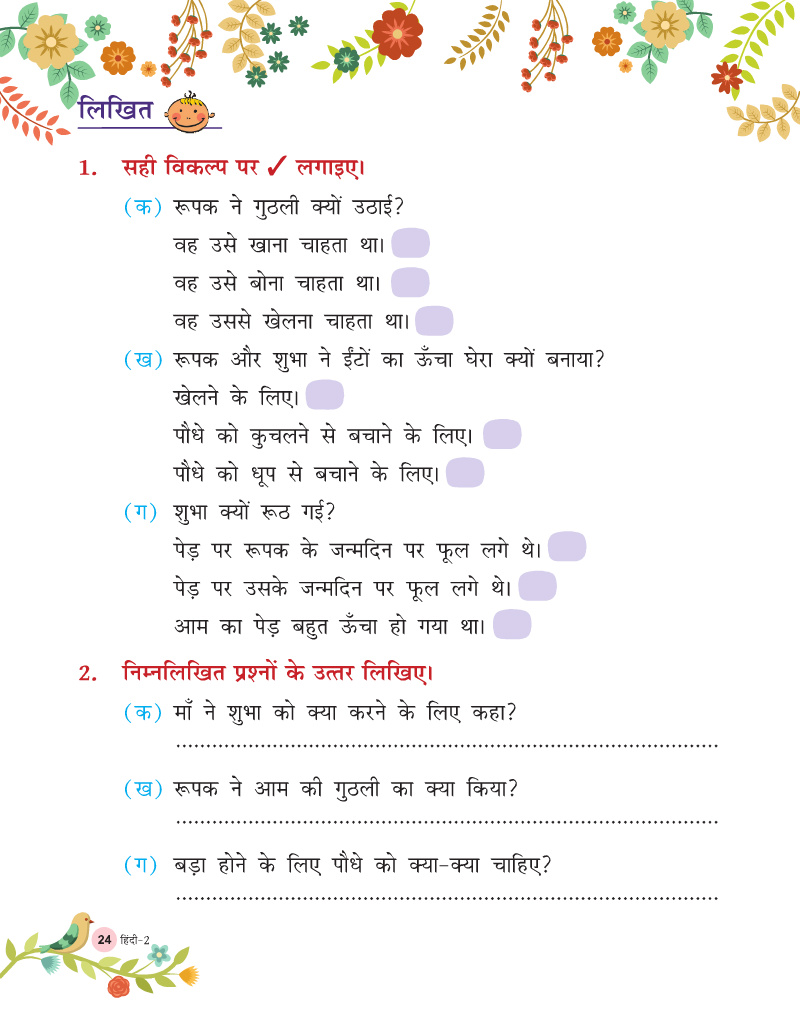 लिखित
1. सही विकल्प पर ✓ लगाइए।
(क) रूपक ने गुठली क्यों उठाई?
वह उसे खाना चाहता था।
वह उसे बोना चाहता था।
वह उससे खेलना चाहता था।
(ख) रूपक और शुभा ने ईंटों का ऊँचा घेरा क्यों बनाया?
खेलने के लिए।
पौधे को कुचलने से बचाने के लिए।
पौधे को धूप से बचाने के लिए।
(ग) शुभा क्यों रूठ गई?
पेड़ पर रूपक के जन्मदिन पर फूल लगे थे।
पेड़ पर उसके जन्मदिन पर फूल लगे थे।
आम का पेड़ बहुत ऊँचा हो गया था।
2. निम्नलिखित प्रश्नों के उत्तर लिखिए।
(क) माँ ने शुभा को क्या करने के लिए कहा?
(ख) रूपक ने आम की गुठली का क्या किया?
(ग) बड़ा होने के लिए पौधे को क्या-क्या चाहिए?
24 हिंदी-2